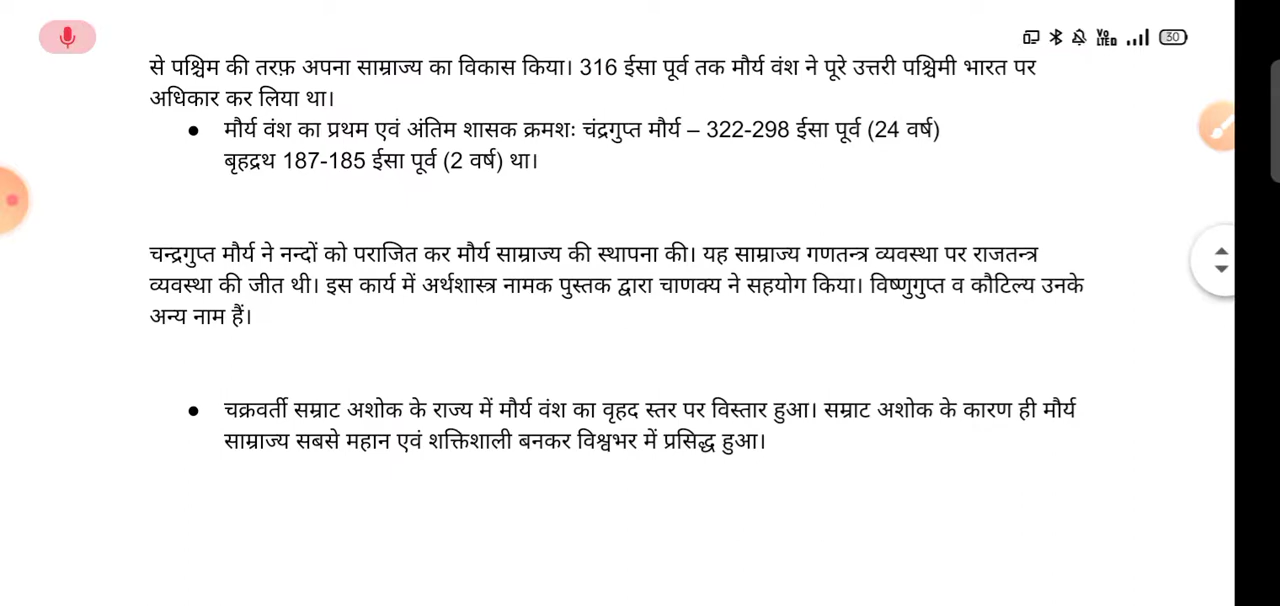 Vo
LTED
30
से पश्चिम की तरफ़ अपना साम्राज्य का विकास किया। 316 ईसा पूर्व तक मौर्य वंश ने पूरे उत्तरी पश्चिमी भारत पर
अधिकार कर लिया था।
● मौर्य वंश का प्रथम एवं अंतिम शासक क्रमशः चंद्रगुप्त मौर्य – 322-298 ईसा पूर्व (24 वर्ष)
बृहद्रथ 187-185 ईसा पूर्व (2 वर्ष) था।
चन्द्रगुप्त मौर्य ने नन्दों को पराजित कर मौर्य साम्राज्य की स्थापना की। यह साम्राज्य गणतन्त्र व्यवस्था पर राजतन्त्र
व्यवस्था की जीत थी। इस कार्य में अर्थशास्त्र नामक पुस्तक द्वारा चाणक्य ने सहयोग किया। विष्णुगुप्त व कौटिल्य उनके
अन्य नाम हैं।
● चक्रवर्ती सम्राट अशोक के राज्य में मौर्य वंश का वृहद स्तर पर विस्तार हुआ। सम्राट अशोक के कारण ही मौर्य
साम्राज्य सबसे महान एवं शक्तिशाली बनकर विश्वभर में प्रसिद्ध हुआ।